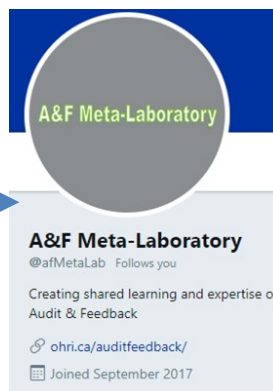 A&F Meta-Laboratory
A&F Meta-Laboratory
@afMetaLab Follows you
Creating shared learning and expertise
Audit & Feedback
ohri.ca/auditfeedback/
Joined September 2017